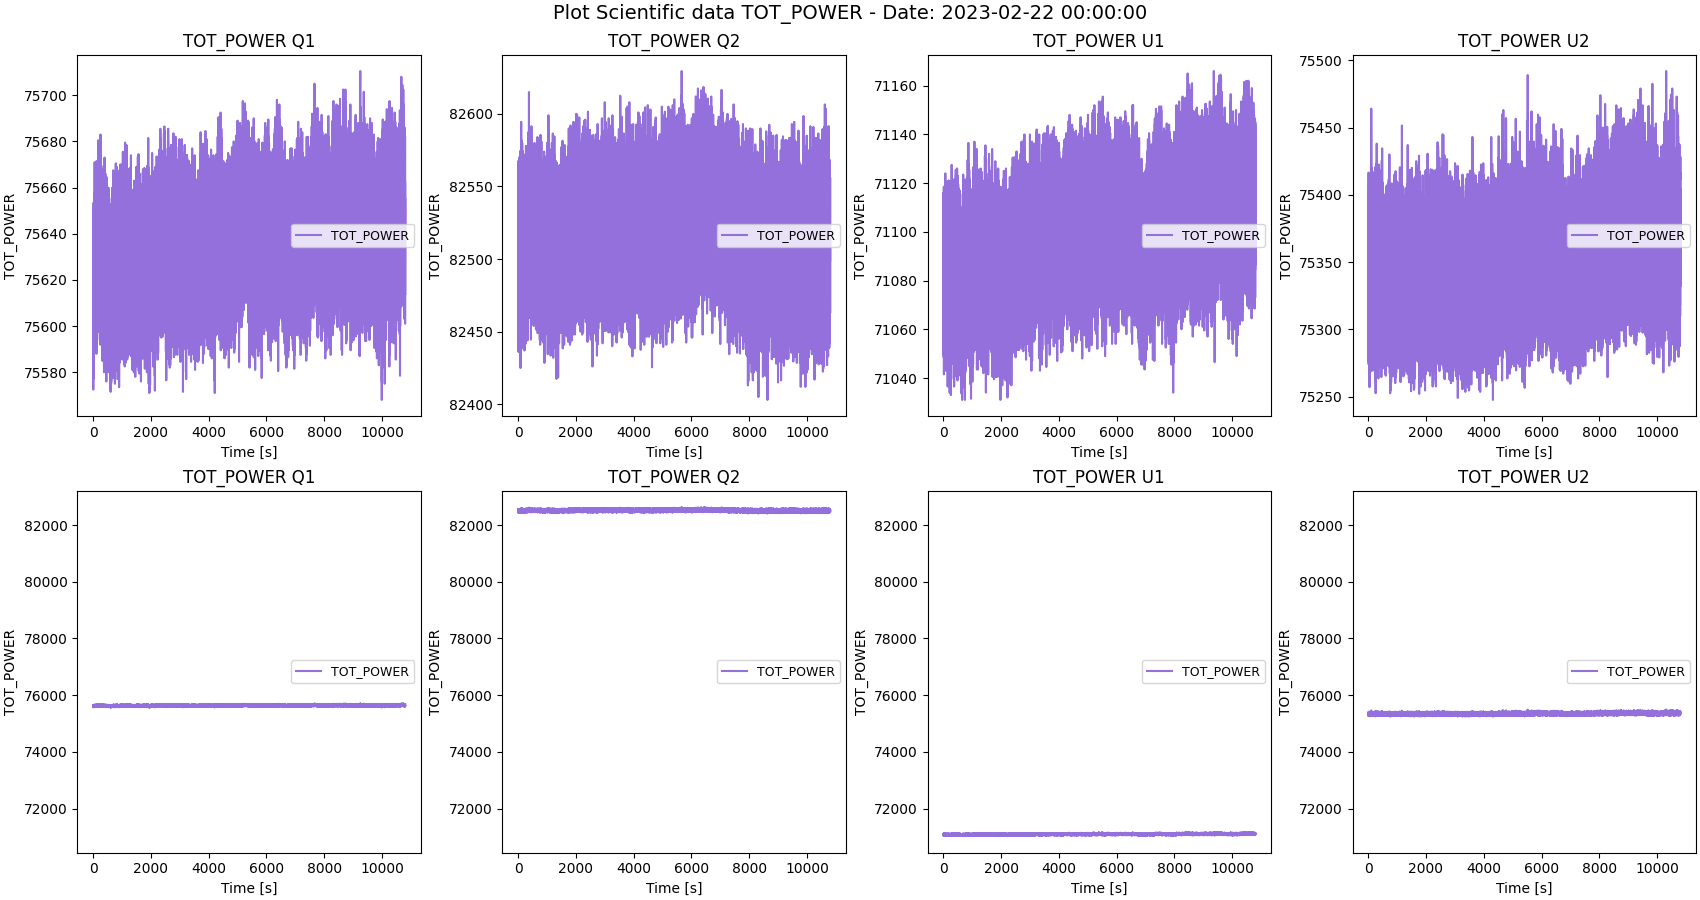 Plot Scientific data TOT_POWER - Date: 2023-02-22 00:00:00
TOT_POWER Q1
TOT_POWER
75700
75680
75660
75640
75620
75600
75580
TOT_POWER
0 2000 4000 6000 8000 10000
Time [s]
TOT_POWER Q2
TOT_POWER
82600
82550
82500
82450
82400
TOT_POWER
0 2000 4000 6000 8000 10000
Time [s]
TOT_POWER U1
TOT_POWER
71160
71140
71120
71100
71080
71060
71040
TOT_POWER
0 2000 4000 6000 8000 10000
Time [s]
TOT_POWER U2
TOT_POWER
75500
75450
75400
75350
75300
75250
TOT_POWER
0 2000 4000 6000 8000 10000
Time [s]
TOT_POWER Q1
TOT_POWER
82000
80000
78000
76000
74000
72000
TOT_POWER
0 2000 4000 6000 8000 10000
Time [s]
TOT_POWER Q2
TOT_POWER
82000
80000
78000
76000
74000
72000
TOT_POWER
0 2000 4000 6000 8000 10000
Time [s]
TOT_POWER U1
TOT_POWER
82000
80000
78000
76000
74000
72000
TOT_POWER
0 2000 4000 6000 8000 10000
Time [s]
TOT_POWER U2
TOT_POWER
82000
80000
78000
76000
74000
72000
TOT_POWER
0 2000 4000 6000 8000 10000
Time [s]